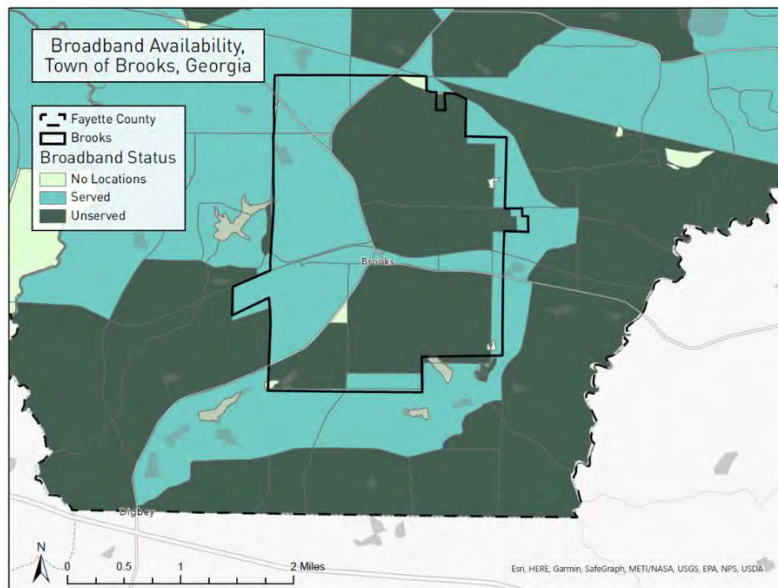 Broadband Availability,
Town of Brooks, Georgia
Fayette County
Brooks
Broadband Status
No Locations
Served
Unserved
Brooks
Digbey
N
0 0.5 1 2 Miles
Esri, HERE, Garmin, SafeGraph, METI/NASA, USGS, EPA, NPS, USDA